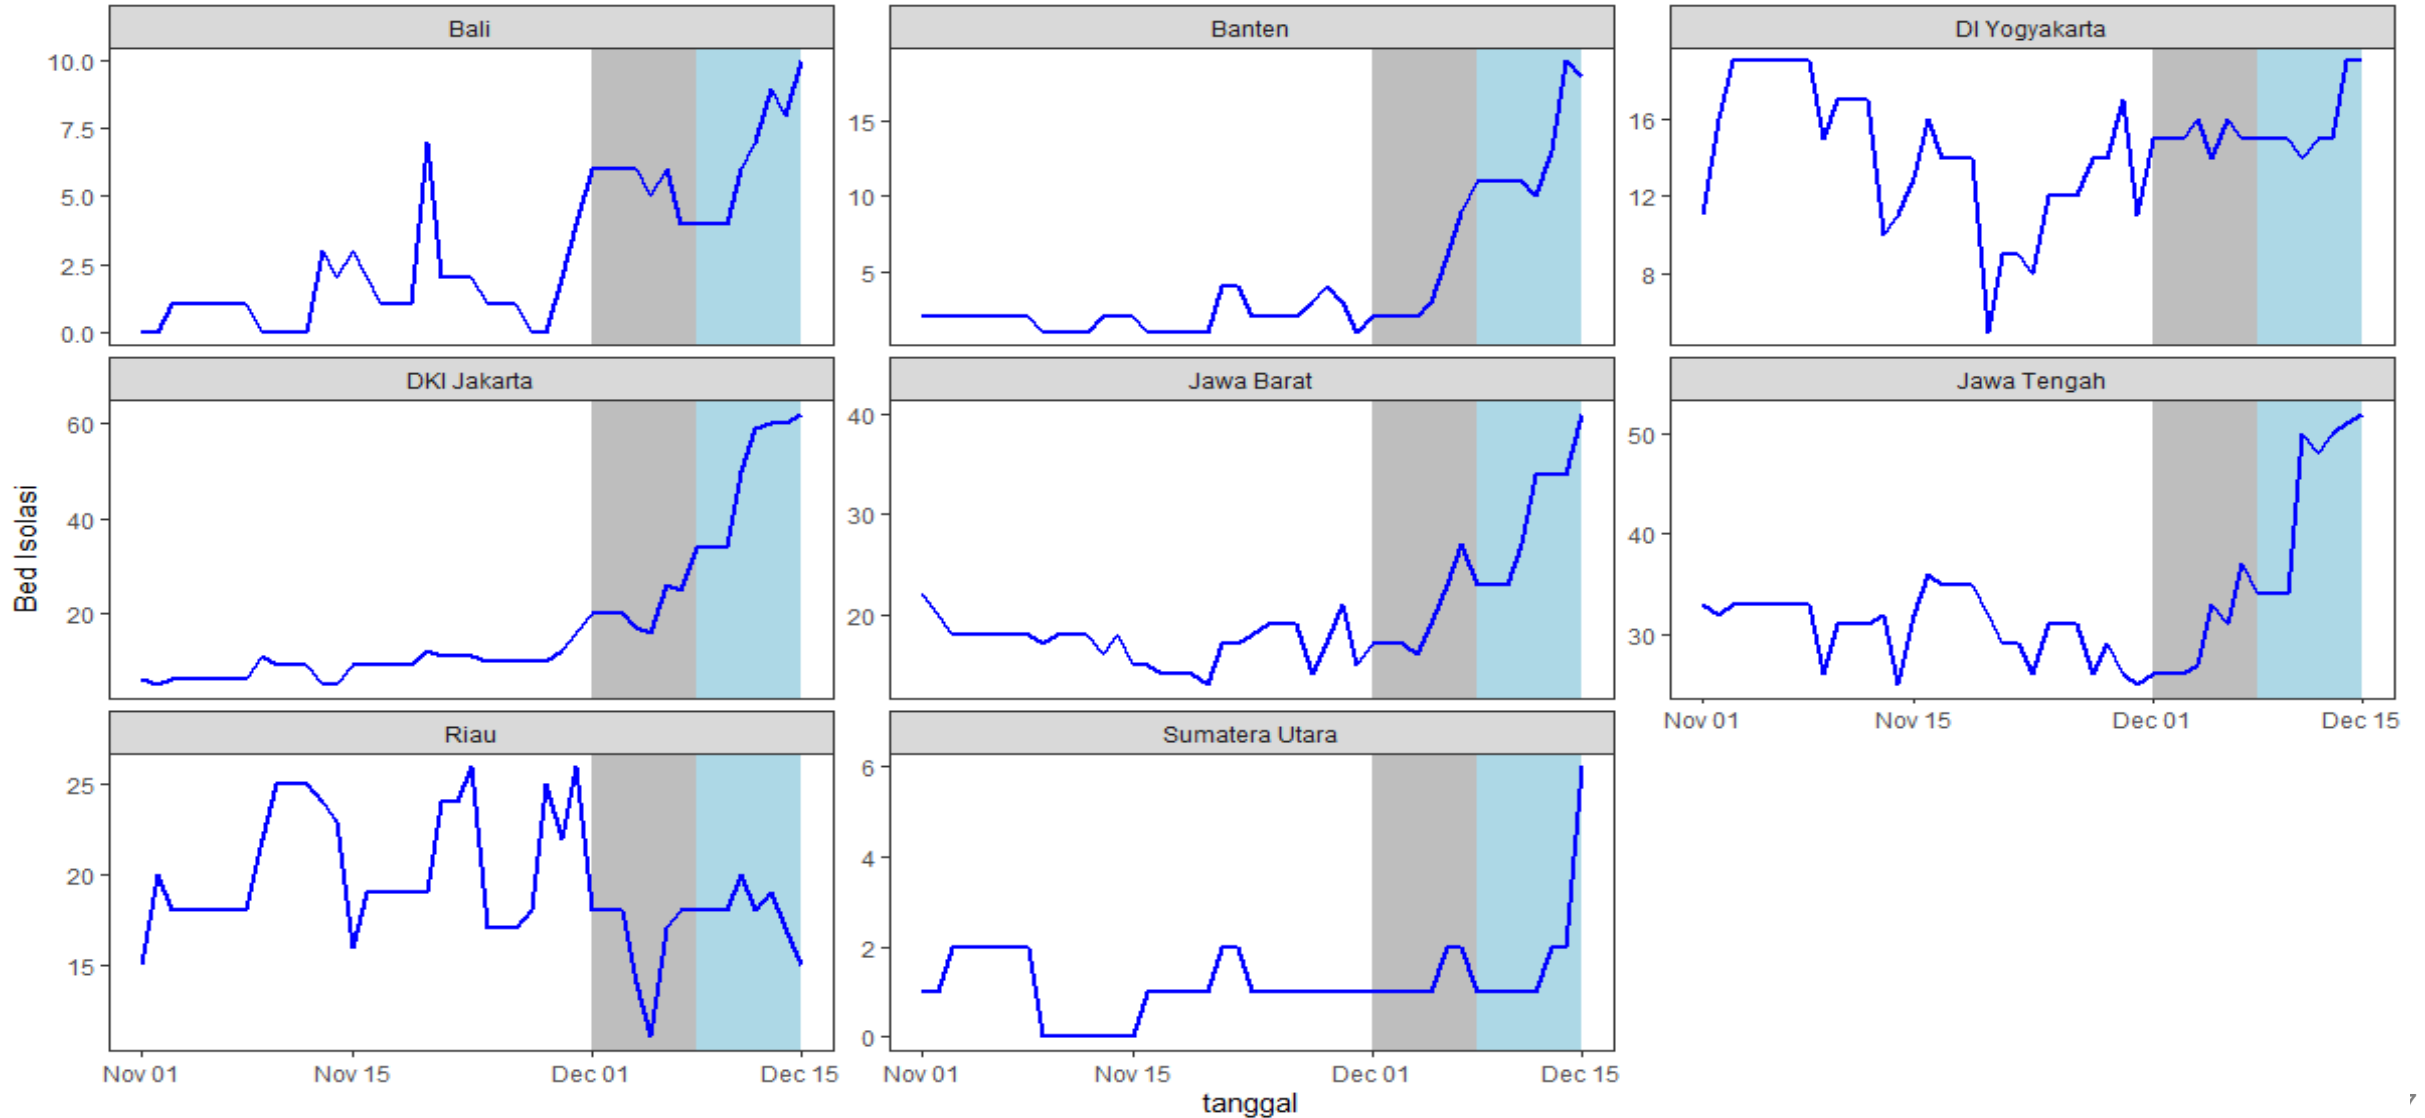 Bali
Banten
DI Yogyakarta
10.0
7.5
5.0
2.5
0.0
15
10
5
16
12
8
DKI Jakarta
Jawa Barat
Jawa Tengah
60
40
20
40
30
20
50
40
30
Nov 01
Nov 15
Dec 01
Dec 15
Riau
Sumatera Utara
25
20
15
6
4
2
0
Nov 01
Nov 15
Dec 01
Dec 15
Nov 01
Nov 15
Dec 01
Dec 15
Bed Isolasi
tanggal